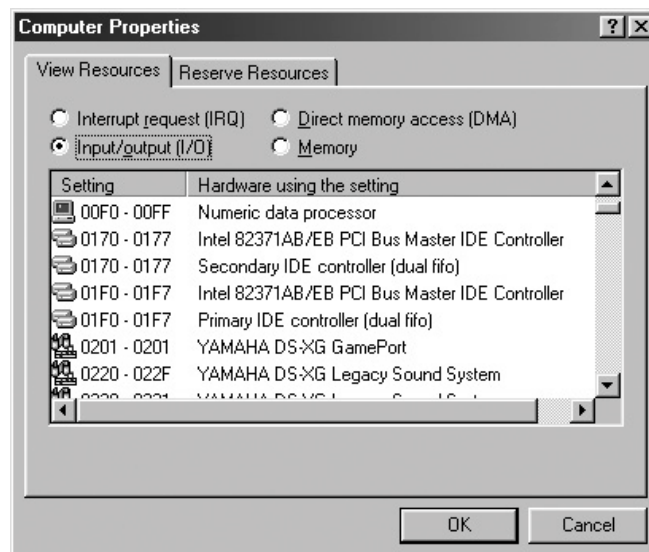 Computer Properties
View Resources Reserve Resources
Interrupt request (IRQ) Direct memory access (DMA)
Input/output (I/O) Memory
Setting Hardware using the setting
00F0 - 00FF Numeric data processor
0170 - 0177 Intel 82371AB/EB PCI Bus Master IDE Controller
0170 - 0177 Secondary IDE controller (dual fifo)
01F0 - 01F7 Intel 82371AB/EB PCI Bus Master IDE Controller
01F0 - 01F7 Primary IDE controller (dual fifo)
0201 - 0201 YAMAHA DS-XG GamePort
0220 - 022F YAMAHA DS-XG Legacy Sound System
OK Cancel